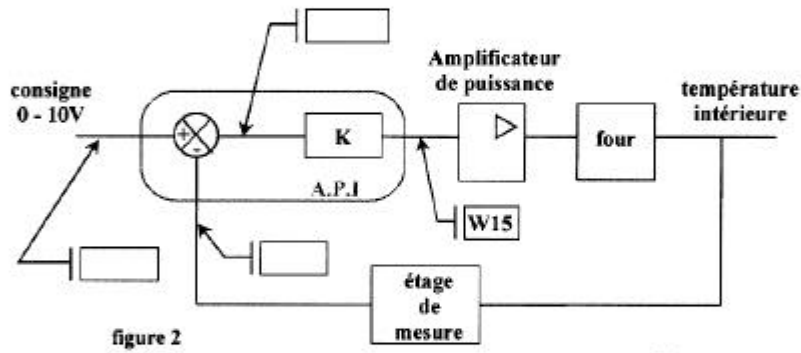 Amplificateur
de puissance
consigne
0 - 10V
température
intérieure
+
-
K
A.P.I
four
W15
étage
de
mesure
figure 2